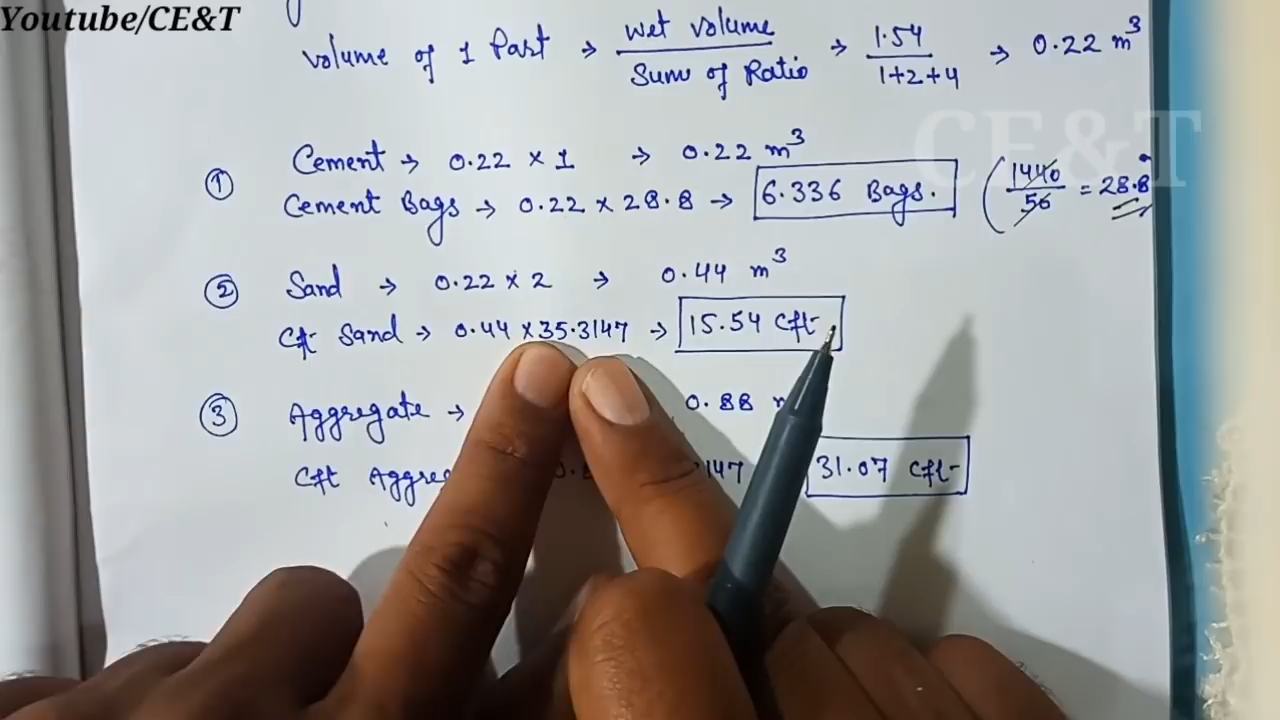 Youtube/CE&T
Volume of 1 Part → wet volume / Sum of Ratio → 1.54 / 1+2+4 → 0.22 m³
CE&T
① Cement → 0.22 × 1 → 0.22 m³
Cement Bags → 0.22 × 28.8 → 6.336 Bags. (1440 / 50 = 28.8
② Sand → 0.22 × 2 → 0.44 m³
Cft Sand → 0.44 × 35.3147 → 15.54 Cft
③ Aggregate → 0.88
Cft 147 31.07 Cft